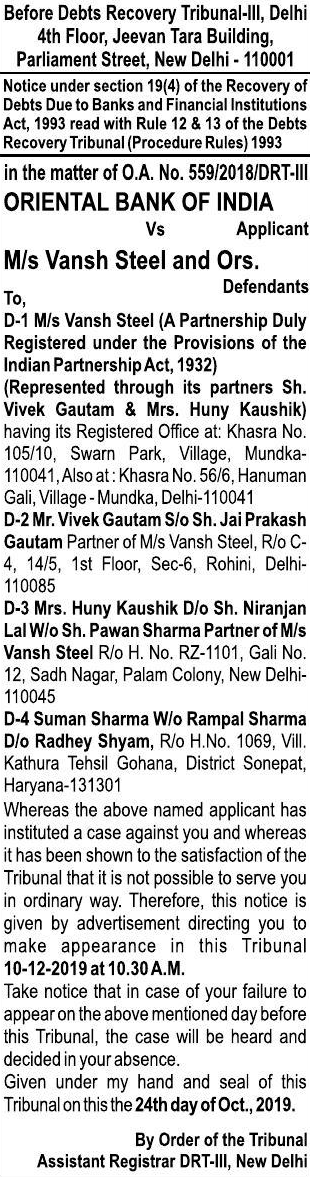 Before Debts Recovery Tribunal-III, Delhi
4th Floor, Jeevan Tara Building,
Parliament Street, New Delhi - 110001
Notice under section 19(4) of the Recovery of
Debts Due to Banks and Financial Institutions
Act, 1993 read with Rule 12 & 13 of the Debts
Recovery Tribunal (Procedure Rules) 1993
in the matter of O.A. No. 559/2018/DRT-III
ORIENTAL BANK OF INDIA
Vs Applicant
M/s Vansh Steel and Ors.
Defendants
To,
D-1 M/s Vansh Steel (A Partnership Duly
Registered under the Provisions of the
Indian Partnership Act, 1932)
(Represented through its partners Sh.
Vivek Gautam & Mrs. Huny Kaushik)
having its Registered Office at: Khasra No.
105/10, Swarn Park, Village, Mundka-
110041, Also at : Khasra No. 56/6, Hanuman
Gali, Village - Mundka, Delhi-110041
D-2 Mr. Vivek Gautam S/o Sh. Jai Prakash
Gautam Partner of M/s Vansh Steel, R/o C-
4, 14/5, 1st Floor, Sec-6, Rohini, Delhi-
110085
D-3 Mrs. Huny Kaushik D/o Sh. Niranjan
Lal W/o Sh. Pawan Sharma Partner of M/s
Vansh Steel R/o H. No. RZ-1101, Gali No.
12, Sadh Nagar, Palam Colony, New Delhi-
110045
D-4 Suman Sharma W/o Rampal Sharma
D/o Radhey Shyam, R/o H.No. 1069, Vill.
Kathura Tehsil Gohana, District Sonepat,
Haryana-131301
Whereas the above named applicant has
instituted a case against you and whereas
it has been shown to the satisfaction of the
Tribunal that it is not possible to serve you
in ordinary way. Therefore, this notice is
given by advertisement directing you to
make appearance in this Tribunal
10-12-2019 at 10.30 A.M.
Take notice that in case of your failure to
appear on the above mentioned day before
this Tribunal, the case will be heard and
decided in your absence.
Given under my hand and seal of this
Tribunal on this the 24th day of Oct., 2019.
By Order of the Tribunal
Assistant Registrar DRT-III, New Delhi